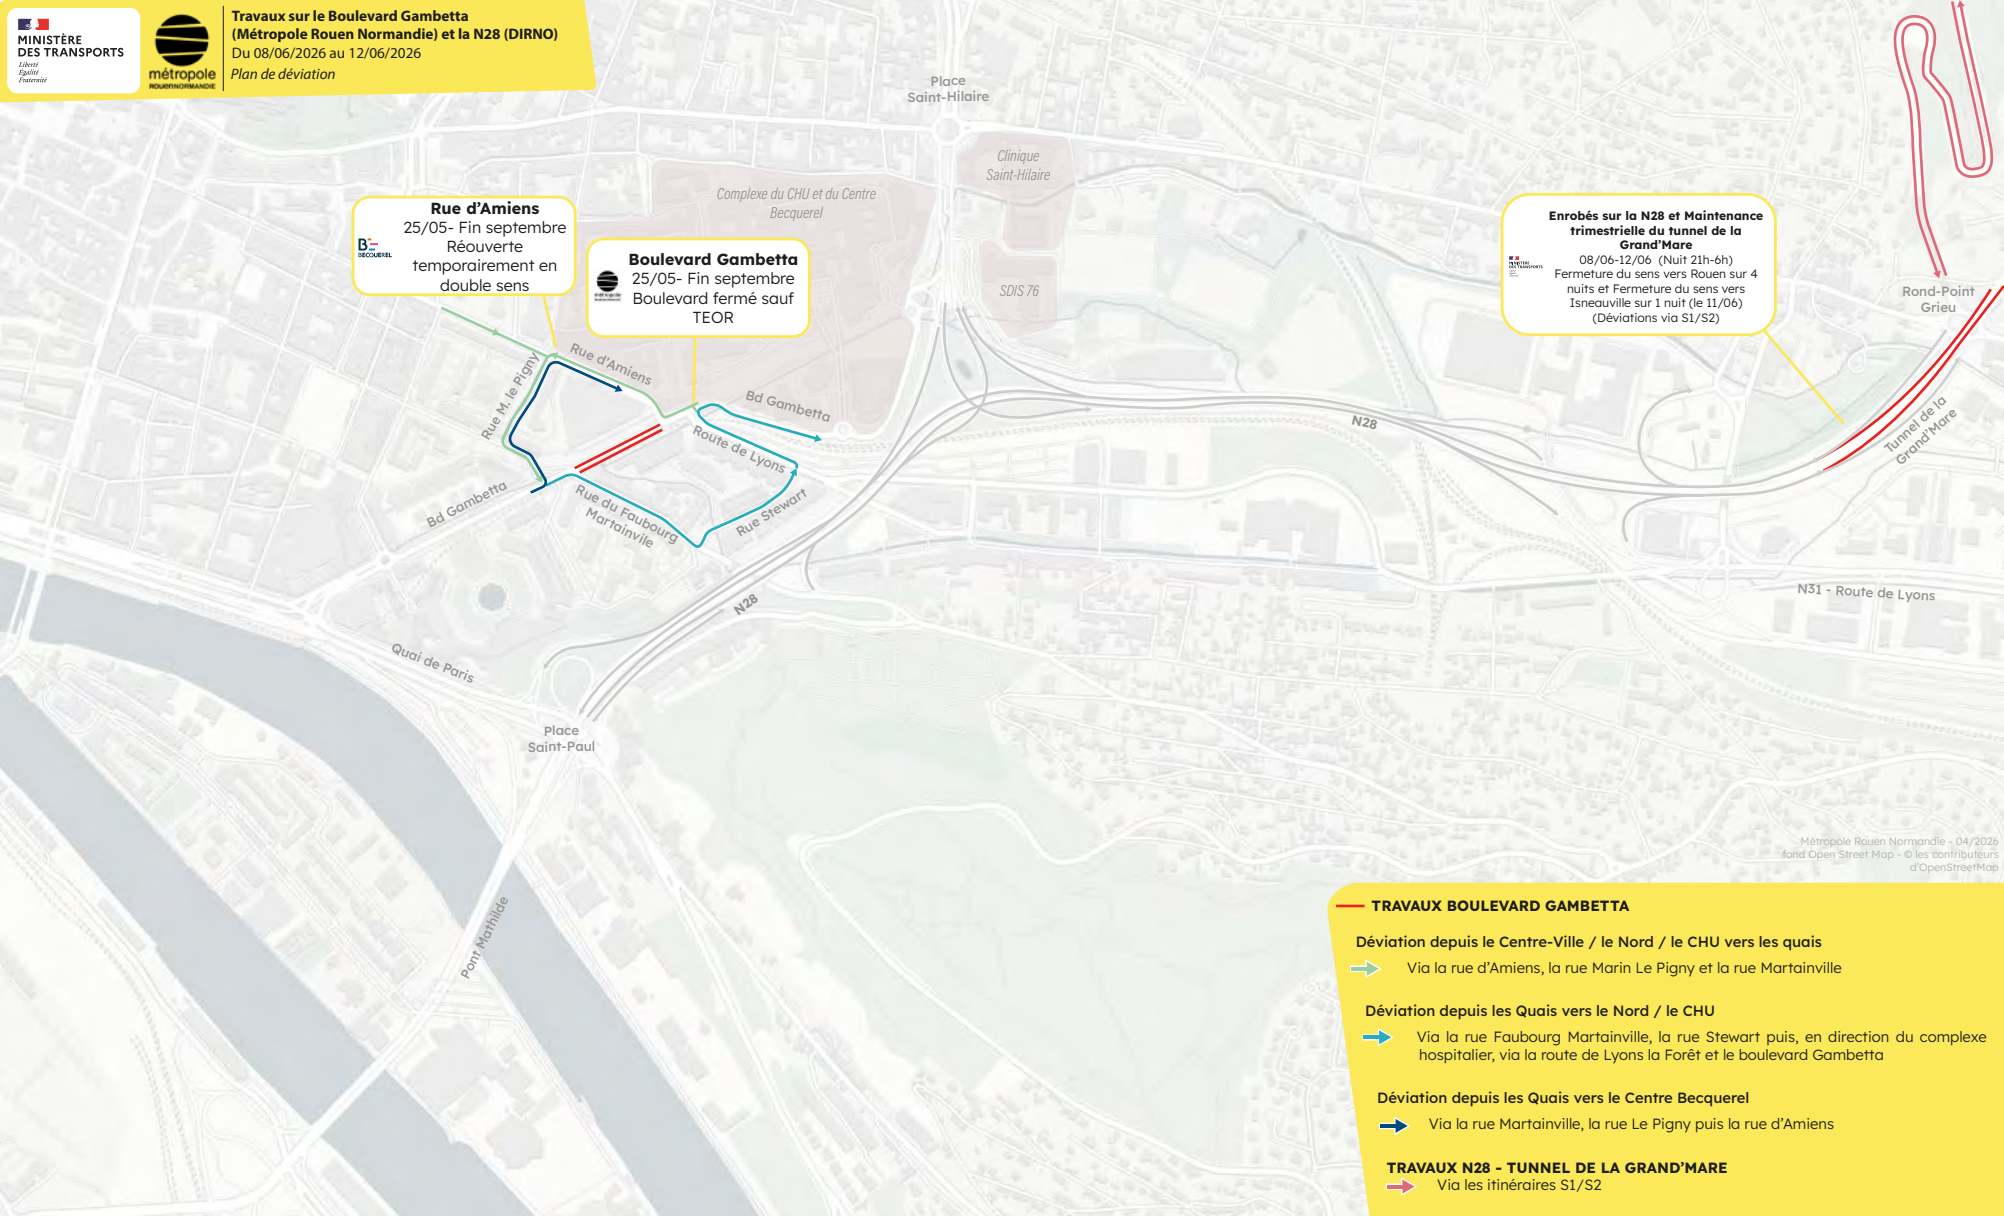 MINISTÈRE
DES TRANSPORTS
Liberté
Égalité
Fraternité
métropole
ROUENNORMANDIE
Travaux sur le Boulevard Gambetta
(Métropole Rouen Normandie) et la N28 (DIRNO)
Du 08/06/2026 au 12/06/2026
Plan de déviation
Place
Saint-Hilaire
Clinique
Saint-Hilaire
Complexe du CHU et du Centre
Becquerel
SDIS 76
BECQUEREL
Rue d'Amiens
25/05- Fin septembre
Réouverte
temporairement en
double sens
métropole
Boulevard Gambetta
25/05- Fin septembre
Boulevard fermé sauf
TEOR
MINISTÈRE
DES TRANSPORTS
Enrobés sur la N28 et Maintenance
trimestrielle du tunnel de la
Grand'Mare
08/06-12/06 (Nuit 21h-6h)
Fermeture du sens vers Rouen sur 4
nuits et Fermeture du sens vers
Isneauville sur 1 nuit (le 11/06)
(Déviations via S1/S2)
Rond-Point
Grieu
Rue d'Amiens
Rue M. le Pigny
Bd Gambetta
Route de Lyons
N28
Tunnel de la
Grand'Mare
Bd Gambetta
Rue du Faubourg
Martainvile
Rue Stewart
N28
N31 - Route de Lyons
Quai de Paris
Place
Saint-Paul
Pont Mathilde
Métropole Rouen Normandie - 04/2026
fond Open Street Map - © les contributeurs
d'OpenStreetMap
TRAVAUX BOULEVARD GAMBETTA
Déviation depuis le Centre-Ville / le Nord / le CHU vers les quais
Via la rue d'Amiens, la rue Marin Le Pigny et la rue Martainville
Déviation depuis les Quais vers le Nord / le CHU
Via la rue Faubourg Martainville, la rue Stewart puis, en direction du complexe
hospitalier, via la route de Lyons la Forêt et le boulevard Gambetta
Déviation depuis les Quais vers le Centre Becquerel
Via la rue Martainville, la rue Le Pigny puis la rue d'Amiens
TRAVAUX N28 - TUNNEL DE LA GRAND'MARE
Via les itinéraires S1/S2